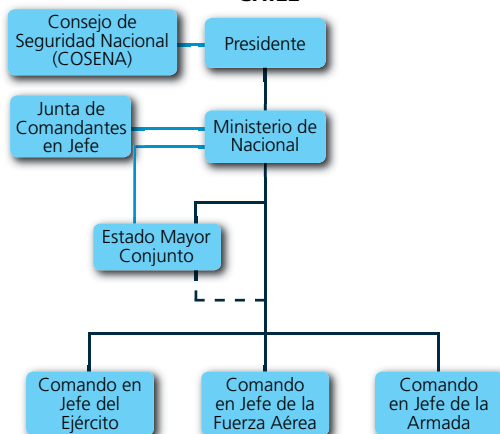 Consejo de
Seguridad Nacional
(COSENA)
Presidente
Junta de
Comandantes
en Jefe
Ministerio de
Nacional
Estado Mayor
Conjunto
Comando en
Jefe del
Ejército
Comando
en Jefe de la
Fuerza Aérea
Comando
en Jefe de la
Armada